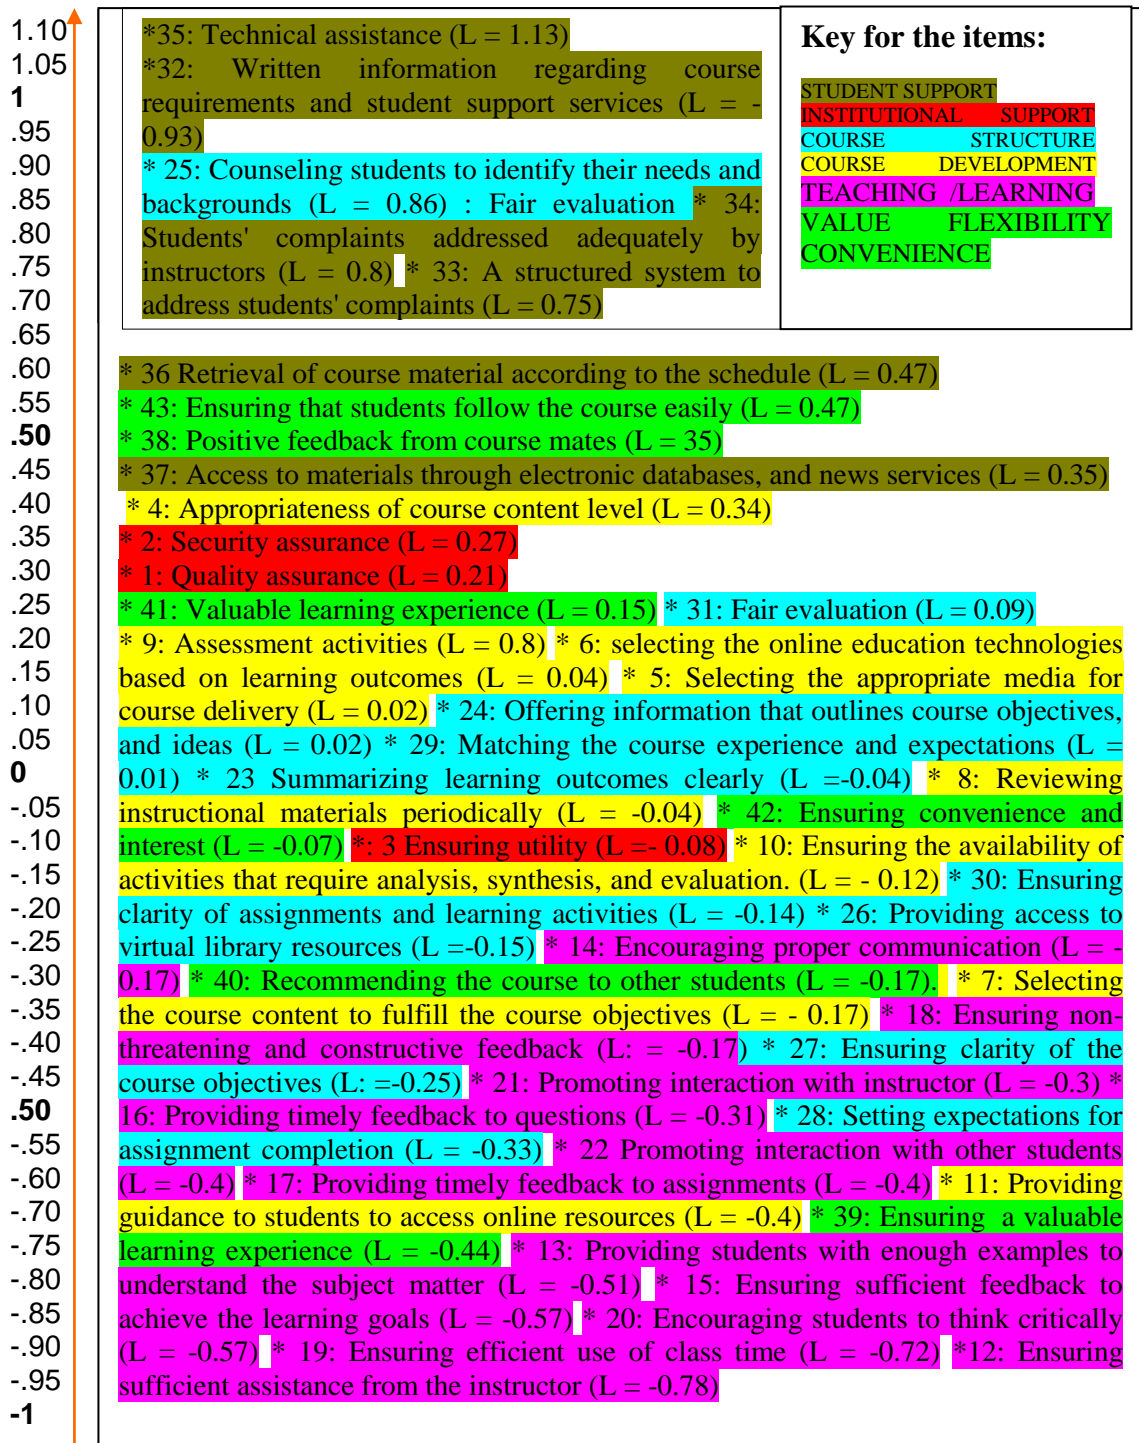 1.10
1.05
1
.95
.90
.85
.80
.75
.70
.65
.60
.55
.50
.45
.40
.35
.30
.25
.20
.15
.10
.05
0
-.05
-.10
-.15
-.20
-.25
-.30
-.35
-.40
-.45
.50
-.55
-.60
-.70
-.75
-.80
-.85
-.90
-.95
-1
*35: Technical assistance (L = 1.13)
*32: Written information regarding course
requirements and student support services (L = -
0.93)
* 25: Counseling students to identify their needs and
backgrounds (L = 0.86) : Fair evaluation * 34:
Students' complaints addressed adequately by
instructors (L = 0.8) * 33: A structured system to
address students' complaints (L = 0.75)
Key for the items:
STUDENT SUPPORT
INSTITUTIONAL SUPPORT
COURSE STRUCTURE
COURSE DEVELOPMENT
TEACHING /LEARNING
VALUE FLEXIBILITY
CONVENIENCE
* 36 Retrieval of course material according to the schedule (L = 0.47)
* 43: Ensuring that students follow the course easily (L = 0.47)
* 38: Positive feedback from course mates (L = 35)
* 37: Access to materials through electronic databases, and news services (L = 0.35)
* 4: Appropriateness of course content level (L = 0.34)
* 2: Security assurance (L = 0.27)
* 1: Quality assurance (L = 0.21)
* 41: Valuable learning experience (L = 0.15) * 31: Fair evaluation (L = 0.09)
* 9: Assessment activities (L = 0.8) * 6: selecting the online education technologies
based on learning outcomes (L = 0.04) * 5: Selecting the appropriate media for
course delivery (L = 0.02) * 24: Offering information that outlines course objectives,
and ideas (L = 0.02) * 29: Matching the course experience and expectations (L =
0.01) * 23 Summarizing learning outcomes clearly (L =-0.04) * 8: Reviewing
instructional materials periodically (L = -0.04) * 42: Ensuring convenience and
interest (L = -0.07) *: 3 Ensuring utility (L =- 0.08) * 10: Ensuring the availability of
activities that require analysis, synthesis, and evaluation. (L = - 0.12) * 30: Ensuring
clarity of assignments and learning activities (L = -0.14) * 26: Providing access to
virtual library resources (L =-0.15) * 14: Encouraging proper communication (L = -
0.17) * 40: Recommending the course to other students (L = -0.17). * 7: Selecting
the course content to fulfill the course objectives (L = - 0.17) * 18: Ensuring non-
threatening and constructive feedback (L: = -0.17) * 27: Ensuring clarity of the
course objectives (L: =-0.25) * 21: Promoting interaction with instructor (L = -0.3) *
16: Providing timely feedback to questions (L = -0.31) * 28: Setting expectations for
assignment completion (L = -0.33) * 22 Promoting interaction with other students
(L = -0.4) * 17: Providing timely feedback to assignments (L = -0.4) * 11: Providing
guidance to students to access online resources (L = -0.4) * 39: Ensuring a valuable
learning experience (L = -0.44) * 13: Providing students with enough examples to
understand the subject matter (L = -0.51) * 15: Ensuring sufficient feedback to
achieve the learning goals (L = -0.57) * 20: Encouraging students to think critically
(L = -0.57) * 19: Ensuring efficient use of class time (L = -0.72) *12: Ensuring
sufficient assistance from the instructor (L = -0.78)